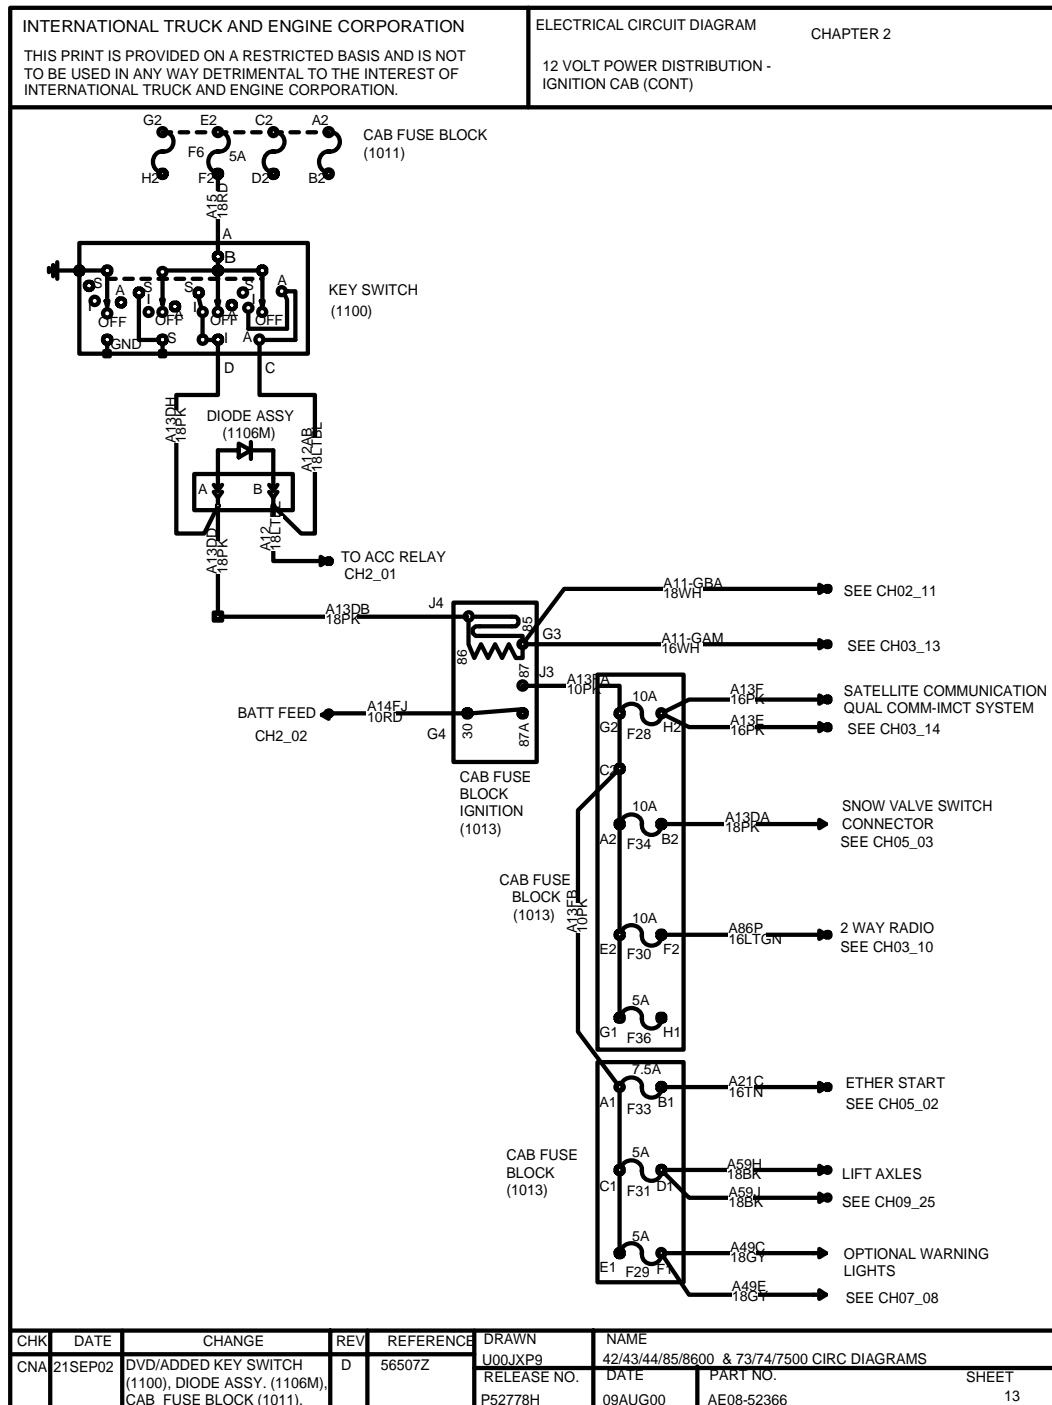 INTERNATIONAL TRUCK AND ENGINE CORPORATION
THIS PRINT IS PROVIDED ON A RESTRICTED BASIS AND IS NOT
TO BE USED IN ANY WAY DETRIMENTAL TO THE INTEREST OF
INTERNATIONAL TRUCK AND ENGINE CORPORATION.
ELECTRICAL CIRCUIT DIAGRAM
CHAPTER 2
12 VOLT POWER DISTRIBUTION -
IGNITION CAB (CONT)
G2 E2 C2 A2
CAB FUSE BLOCK
(1011)
F6 5A
H2 F2 D2 B2
A15
18RD
A
B
KEY SWITCH
(1100)
S A S S S A
I I I A I
OFF OFF A OFF OFF
GND S I A
D C
A13DH
18PK
DIODE ASSY
(1106M)
A12AB
18LTBL
A B
A13DD
18PK
A12
18LTBL
TO ACC RELAY
CH2_01
A13DB
18PK
J4
85
86
G3
87
J3
A11-GBA
18WH
SEE CH02_11
A11-GAM
16WH
SEE CH03_13
A13FA
10PK
BATT FEED
CH2_02
A14FJ
10RD
G4
30
87A
CAB FUSE
BLOCK
IGNITION
(1013)
10A
G2 F28 H2
A13F
16PK
A13E
16PK
SATELLITE COMMUNICATION
QUAL COMM-IMCT SYSTEM
SEE CH03_14
C2
10A
A2 F34 B2
A13DA
18PK
SNOW VALVE SWITCH
CONNECTOR
SEE CH05_03
CAB FUSE
BLOCK
(1013)
A13FB
10PK
10A
E2 F30 F2
A86P
16LTGN
2 WAY RADIO
SEE CH03_10
5A
G1 F36 H1
7.5A
A1 F33 B1
A21C
16TN
ETHER START
SEE CH05_02
CAB FUSE
BLOCK
(1013)
5A
C1 F31 D1
A59H
18BK
LIFT AXLES
A59J
18BK
SEE CH09_25
5A
E1 F29 F1
A49C
18GY
OPTIONAL WARNING
LIGHTS
A49E
18GY
SEE CH07_08
CHK DATE CHANGE REV REFERENCE DRAWN NAME
CNA 21SEP02 DVD/ADDED KEY SWITCH D 56507Z U00JXP9 42/43/44/85/8600 & 73/74/7500 CIRC DIAGRAMS
(1100), DIODE ASSY. (1106M), RELEASE NO. DATE PART NO. SHEET
CAB FUSE BLOCK (1011). P52778H 09AUG00 AE08-52366 13